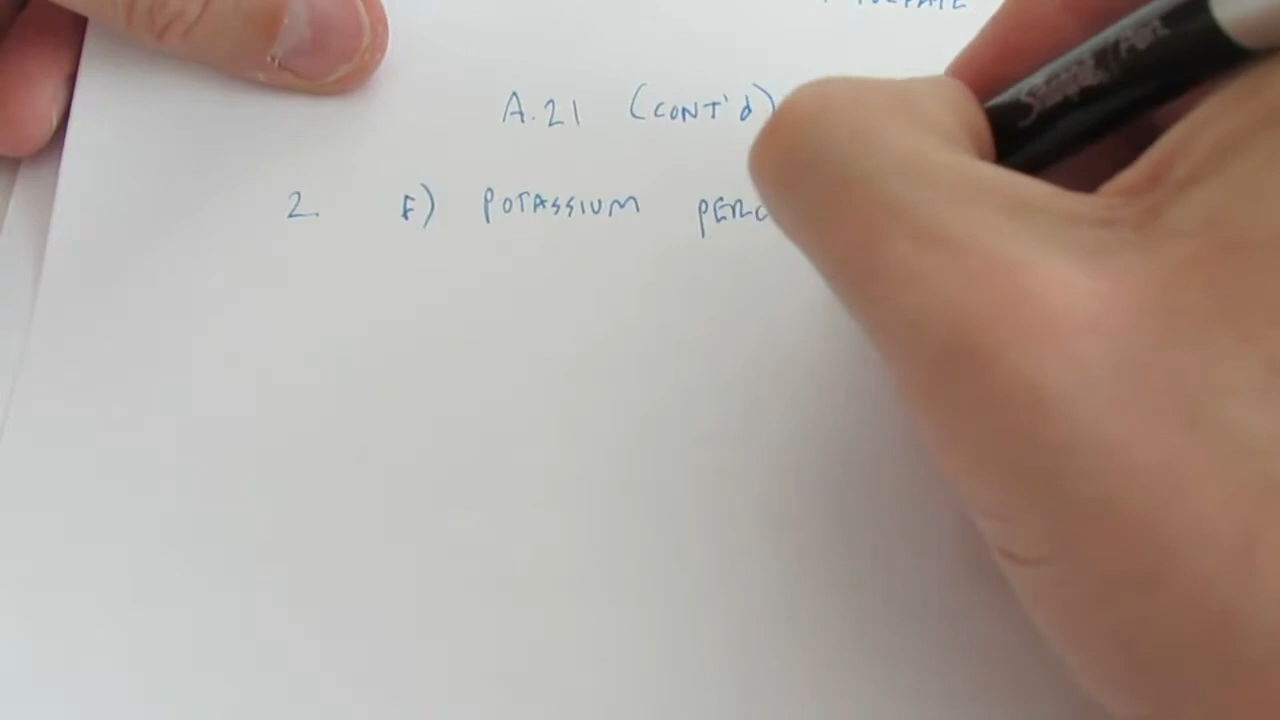 A.21 (CONT'd)
2. F) POTASSIUM PERC